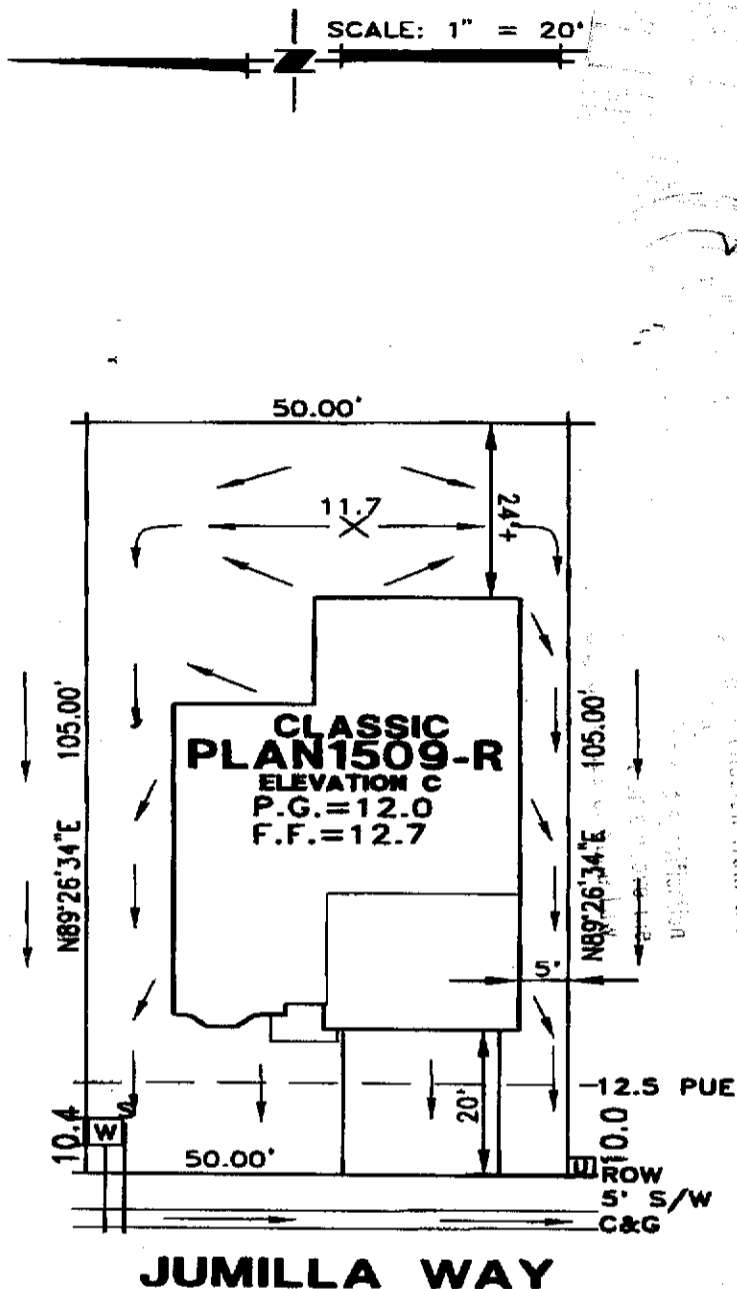 SCALE: 1" = 20'
50.00'
11.7
24'+
CLASSIC
PLAN1509-R
ELEVATION C
P.G.=12.0
F.F.=12.7
N89°26'34"E 105.00'
N89°26'34"E 105.00'
5'
20'
12.5 PUE
10.4
W
S
50.00'
10.0
U
ROW
5' S/W
C&G
JUMILLA WAY